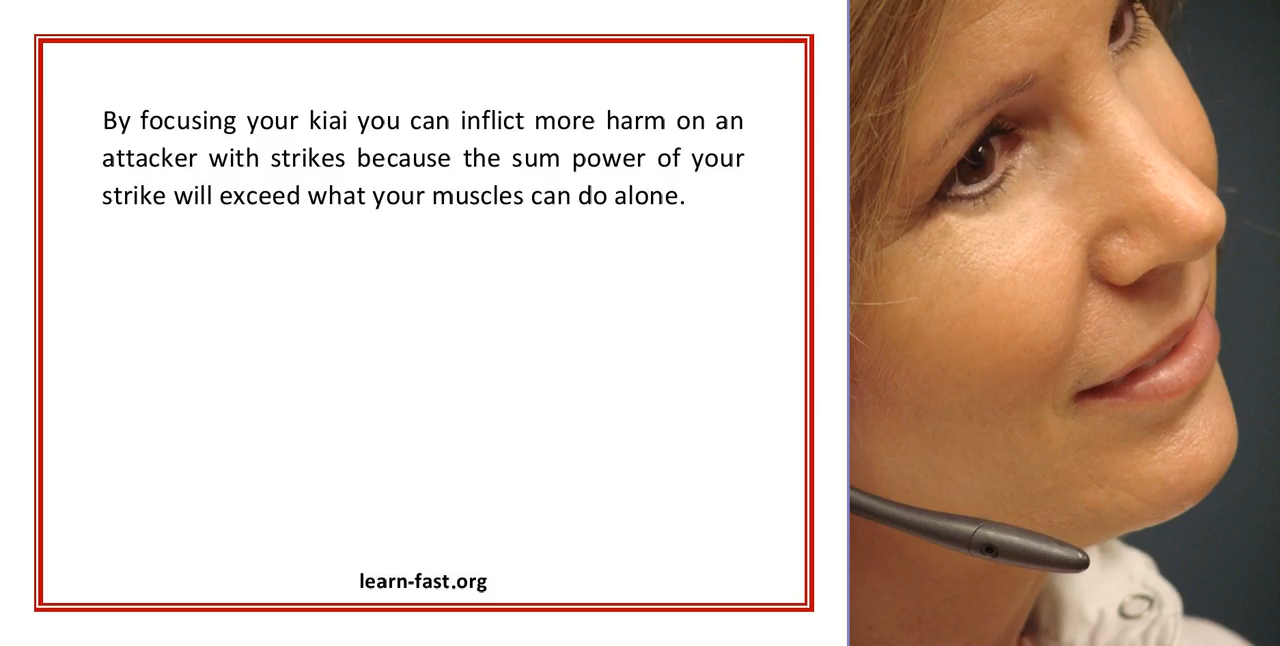 By focusing your kiai you can inflict more harm on an
attacker with strikes because the sum power of your
strike will exceed what your muscles can do alone.
learn-fast.org